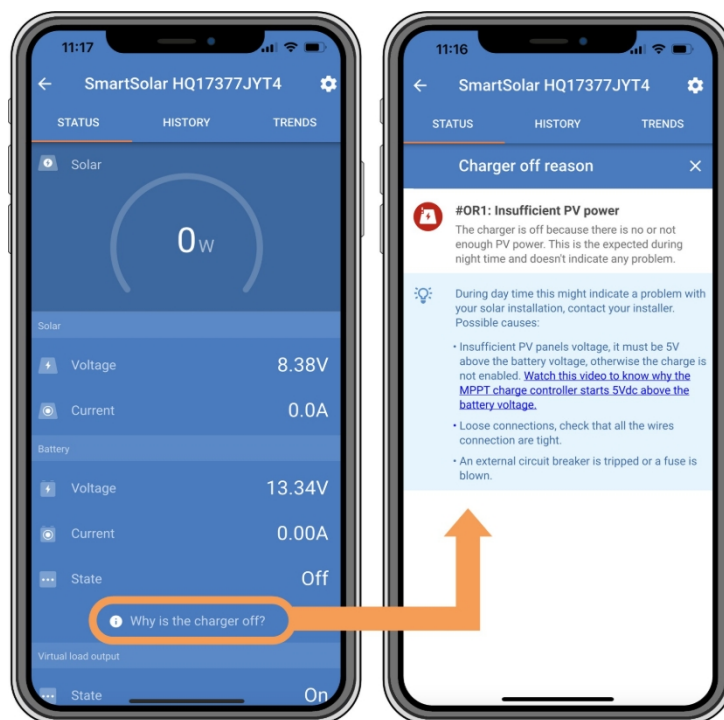 11:17
SmartSolar HQ17377JYT4
STATUS HISTORY TRENDS
Solar
0W
Solar
Voltage 8.38V
Current 0.0A
Battery
Voltage 13.34V
Current 0.00A
State Off
Why is the charger off?
Virtual load output
State On
11:16
SmartSolar HQ17377JYT4
STATUS HISTORY TRENDS
Charger off reason
#OR1: Insufficient PV power
The charger is off because there is no or not
enough PV power. This is the expected during
night time and doesn't indicate any problem.
During day time this might indicate a problem with
your solar installation, contact your installer.
Possible causes:
• Insufficient PV panels voltage, it must be 5V
above the battery voltage, otherwise the charge is
not enabled. Watch this video to know why the
MPPT charge controller starts 5Vdc above the
battery voltage.
• Loose connections, check that all the wires
connection are tight.
• An external circuit breaker is tripped or a fuse is
blown.